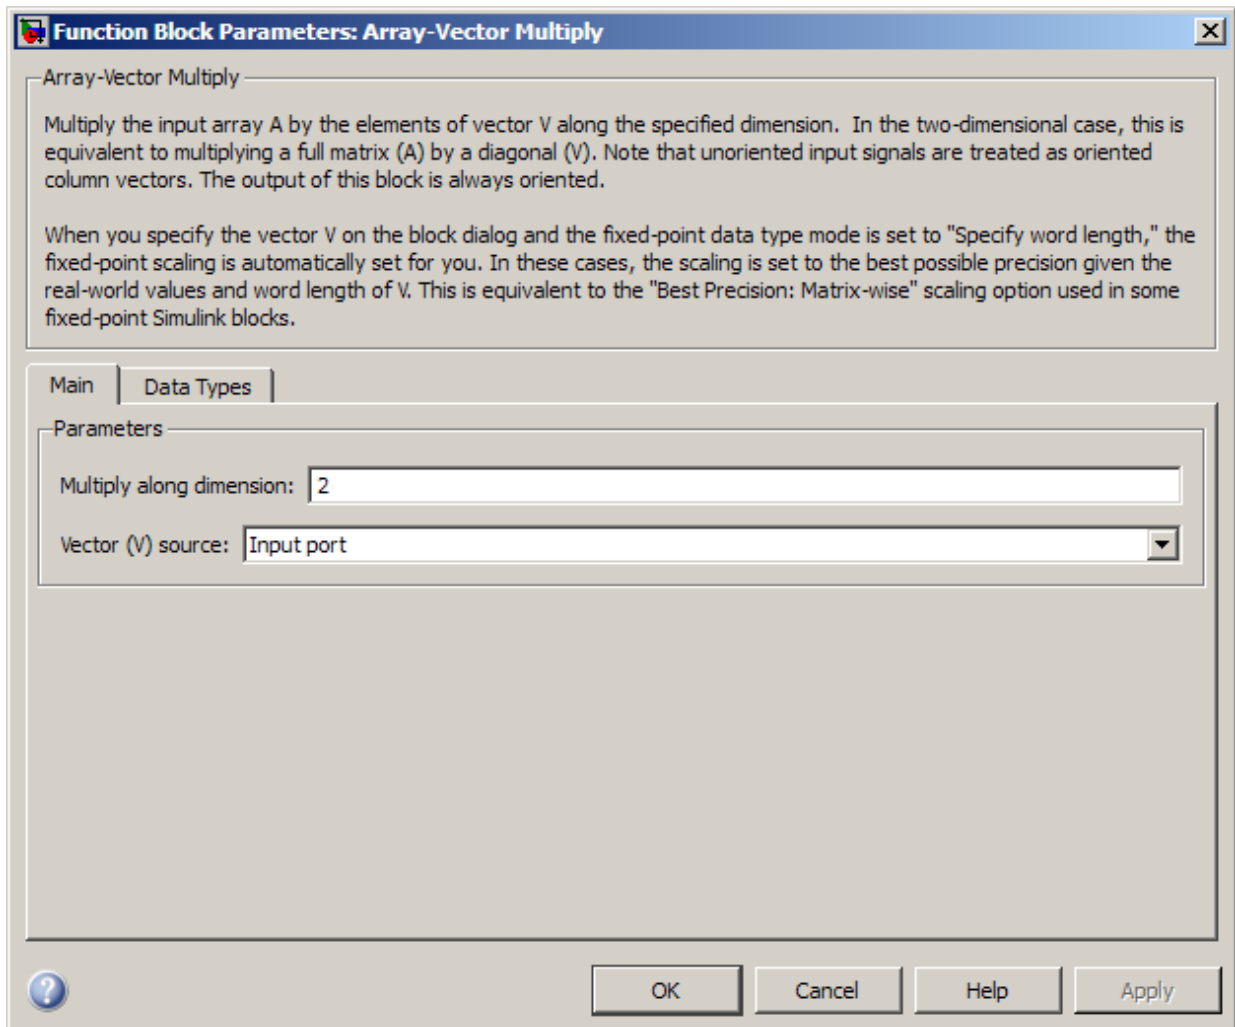 Function Block Parameters: Array-Vector Multiply
Array-Vector Multiply
Multiply the input array A by the elements of vector V along the specified dimension.  In the two-dimensional case, this is
equivalent to multiplying a full matrix (A) by a diagonal (V). Note that unoriented input signals are treated as oriented
column vectors. The output of this block is always oriented.
When you specify the vector V on the block dialog and the fixed-point data type mode is set to "Specify word length," the
fixed-point scaling is automatically set for you. In these cases, the scaling is set to the best possible precision given the
real-world values and word length of V. This is equivalent to the "Best Precision: Matrix-wise" scaling option used in some
fixed-point Simulink blocks.
Main
Data Types
Parameters
Multiply along dimension: 2
Vector (V) source: Input port
? OK Cancel Help Apply